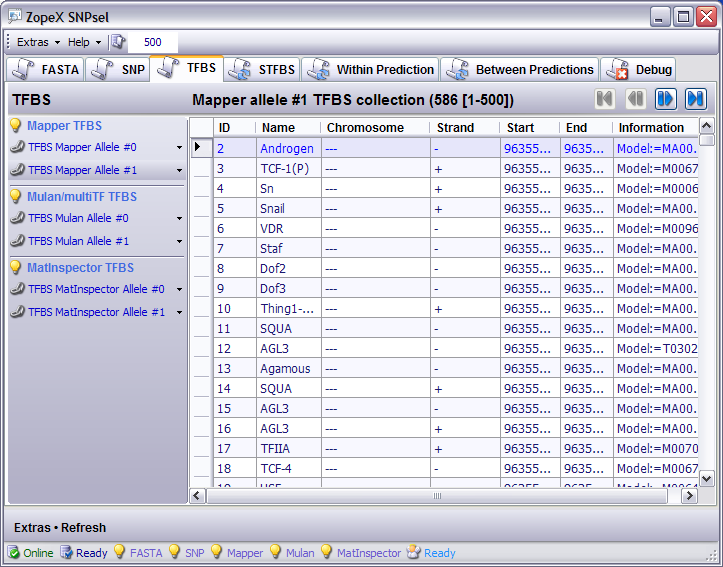 ZopeX SNPsel
Extras Help 500
FASTA SNP TFBS STFBS Within Prediction Between Predictions Debug
TFBS Mapper allele #1 TFBS collection (586 [1-500])
Mapper TFBS
TFBS Mapper Allele #0
TFBS Mapper Allele #1
Mulan/multiTF TFBS
TFBS Mulan Allele #0
TFBS Mulan Allele #1
MatInspector TFBS
TFBS MatInspector Allele #0
TFBS MatInspector Allele #1
ID Name Chromosome Strand Start End Information
2 Androgen --- - 96355... 9635... Model:=MA00.
3 TCF-1(P) --- + 96355... 9635... Model:=M0067
4 Sn --- + 96355... 9635... Model:=M0006
5 Snail --- + 96355... 9635... Model:=MA00.
6 VDR --- - 96355... 9635... Model:=M0096
7 Staf --- - 96355... 9635... Model:=MA00.
8 Dof2 --- - 96355... 9635... Model:=MA00.
9 Dof3 --- - 96355... 9635... Model:=MA00.
10 Thing1-... --- + 96355... 9635... Model:=MA00.
11 SQUA --- - 96355... 9635... Model:=MA00.
12 AGL3 --- - 96355... 9635... Model:=T0302
13 Agamous --- - 96355... 9635... Model:=MA00.
14 SQUA --- + 96355... 9635... Model:=MA00.
15 AGL3 --- - 96355... 9635... Model:=MA00.
16 AGL3 --- + 96355... 9635... Model:=MA00.
17 TFIIA --- + 96355... 9635... Model:=M0070
18 TCF-4 --- - 96355... 9635... Model:=M0067
Extras • Refresh
Online Ready FASTA SNP Mapper Mulan MatInspector Ready